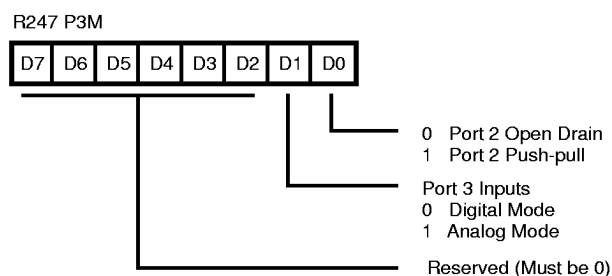 R247 P3M
D7 D6 D5 D4 D3 D2 D1 D0
0 Port 2 Open Drain
1 Port 2 Push-pull
Port 3 Inputs
0 Digital Mode
1 Analog Mode
Reserved (Must be 0)